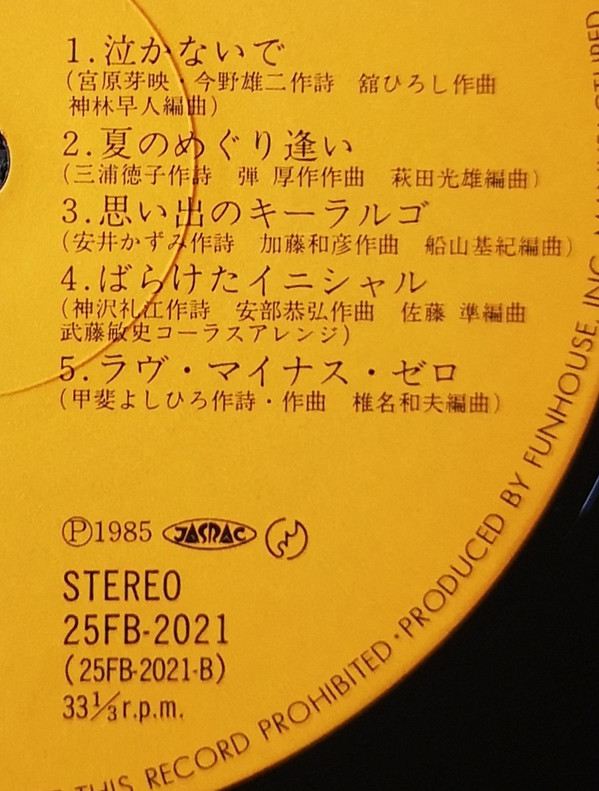 1.泣かないで
(宮原芽映・今野雄二作詩　舘ひろし作曲
神林早人編曲)
2.夏のめぐり逢い
(三浦徳子作詩　弾 厚作作曲　萩田光雄編曲)
3.思い出のキーラルゴ
(安井かずみ作詩　加藤和彦作曲　船山基紀編曲)
4.ばらけたイニシャル
(神沢礼江作詩　安部恭弘作曲　佐藤 準編曲
武藤敏史コーラスアレンジ)
5.ラヴ・マイナス・ゼロ
(甲斐よしひろ作詩・作曲　椎名和夫編曲)
Ⓟ1985 JASRAC
STEREO
25FB-2021
(25FB-2021-B)
33⅓r.p.m.
THIS RECORD PROHIBITED・PRODUCED BY FUNHOUSE, INC.